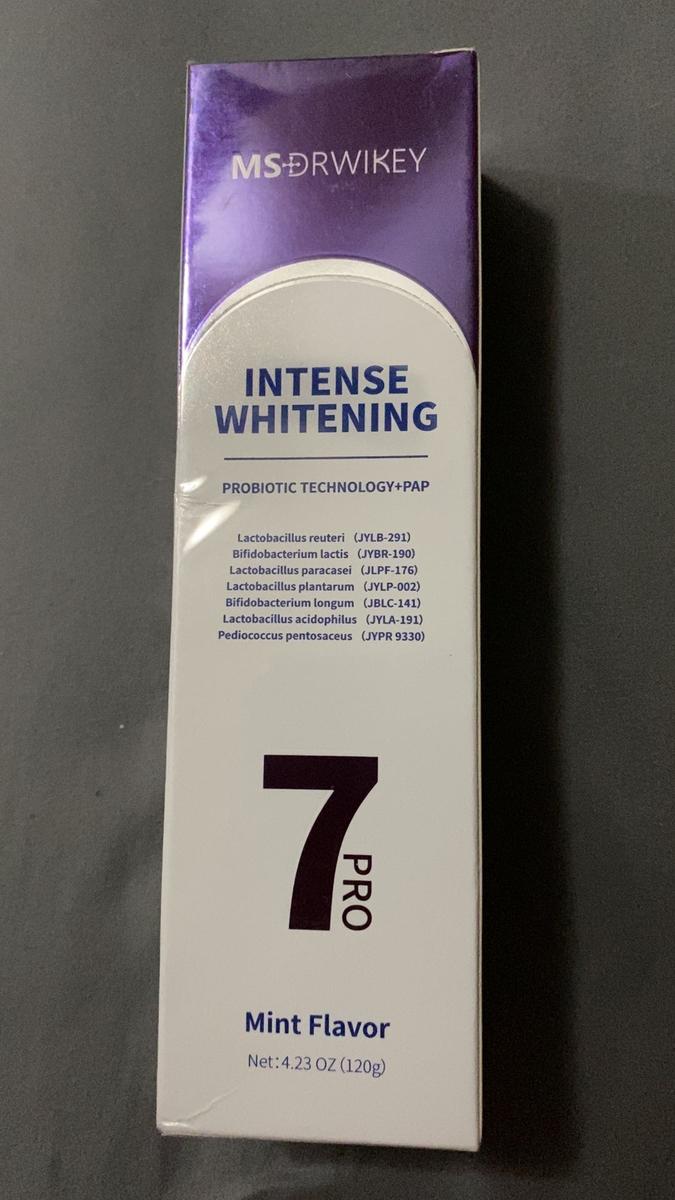 MS DRWIKEY
INTENSE
WHITENING
PROBIOTIC TECHNOLOGY+PAP
Lactobacillus reuteri (JYLB-291)
Bifidobacterium lactis (JYBR-190)
Lactobacillus paracasei (JLPF-176)
Lactobacillus plantarum (JYLP-002)
Bifidobacterium longum (JBLC-141)
Lactobacillus acidophilus (JYLA-191)
Pediococcus pentosaceus (JYPR 9330)
7
PRO
Mint Flavor
Net:4.23 OZ (120g)